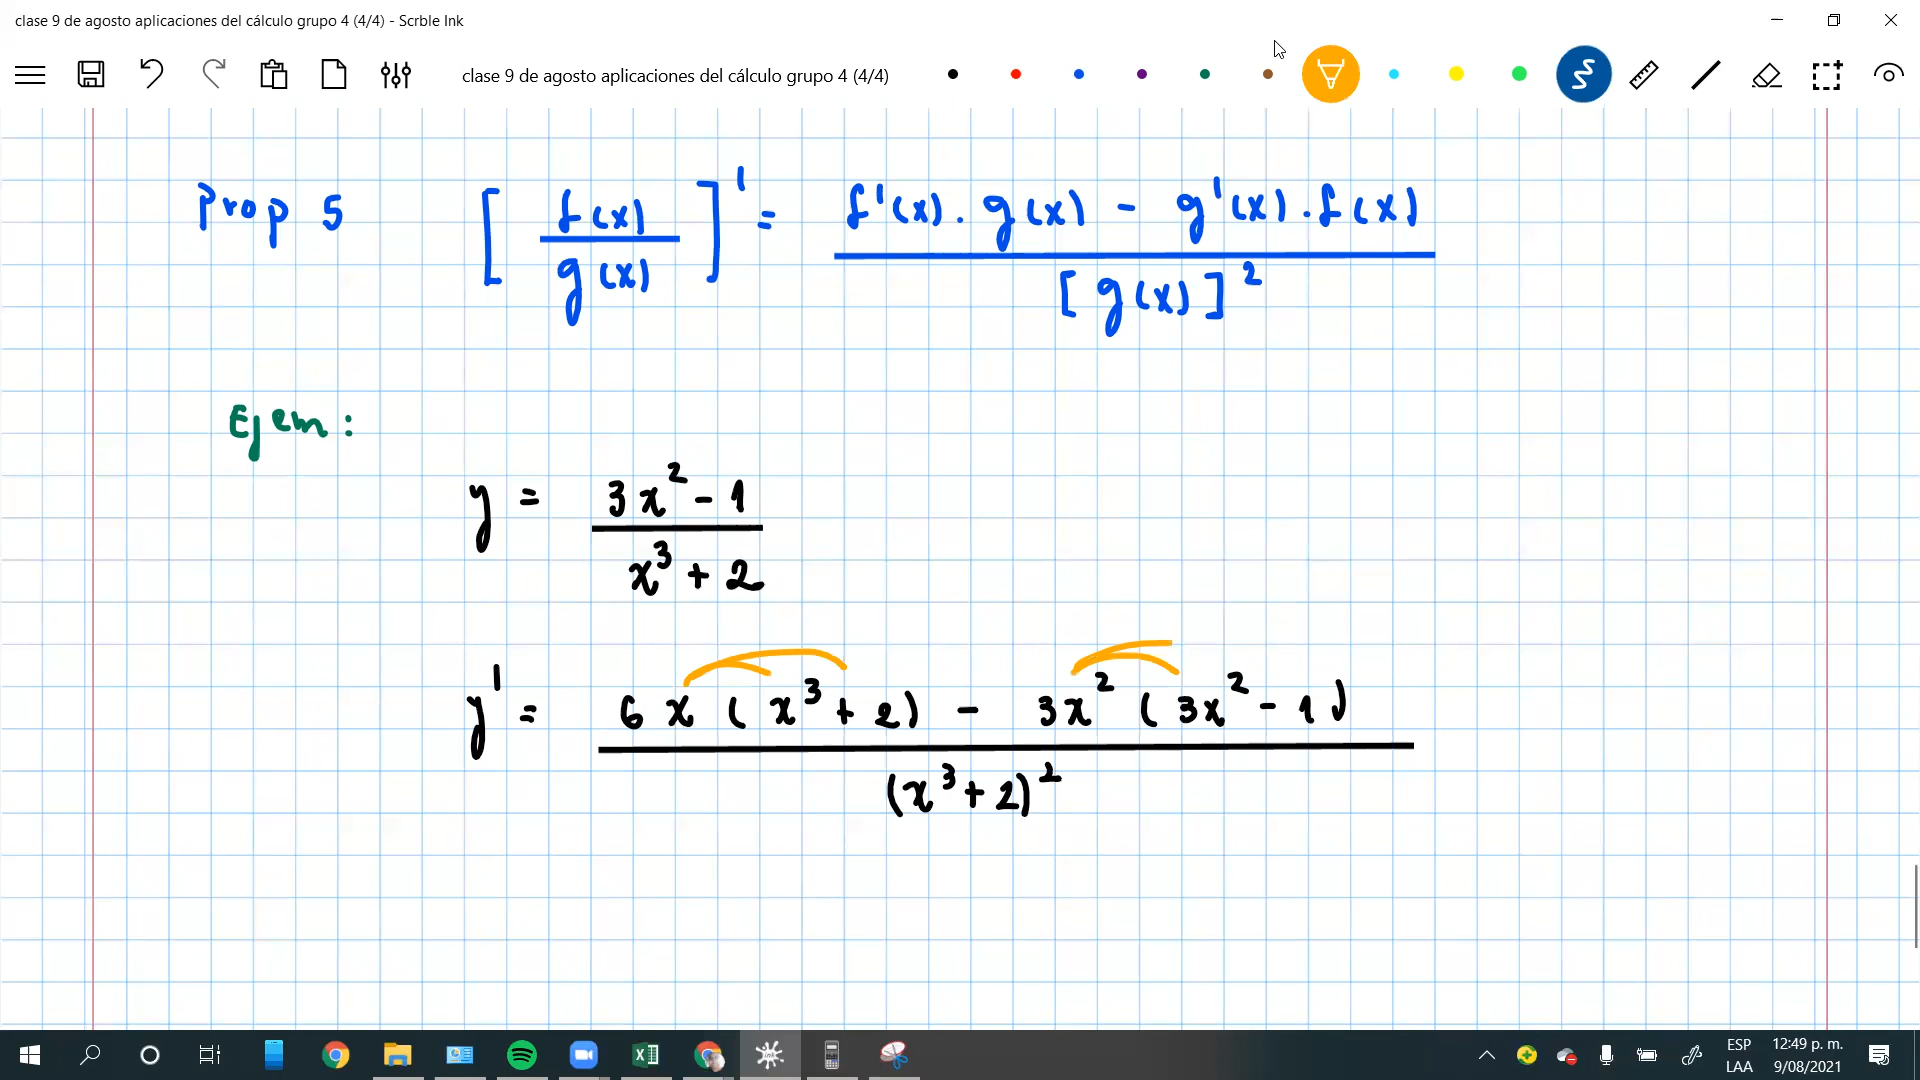 clase 9 de agosto aplicaciones del cálculo grupo 4 (4/4) - Scrble Ink
clase 9 de agosto aplicaciones del cálculo grupo 4 (4/4)
Prop 5 [f(x)/g(x)]' = f'(x).g(x) - g'(x).f(x) / [g(x)]²
Ejem:
y = 3x² - 1 / x³ + 2
y' = 6x(x³ + 2) - 3x²(3x² - 1) / (x³ + 2)²
ESP 12:49 p. m.
LAA 9/08/2021